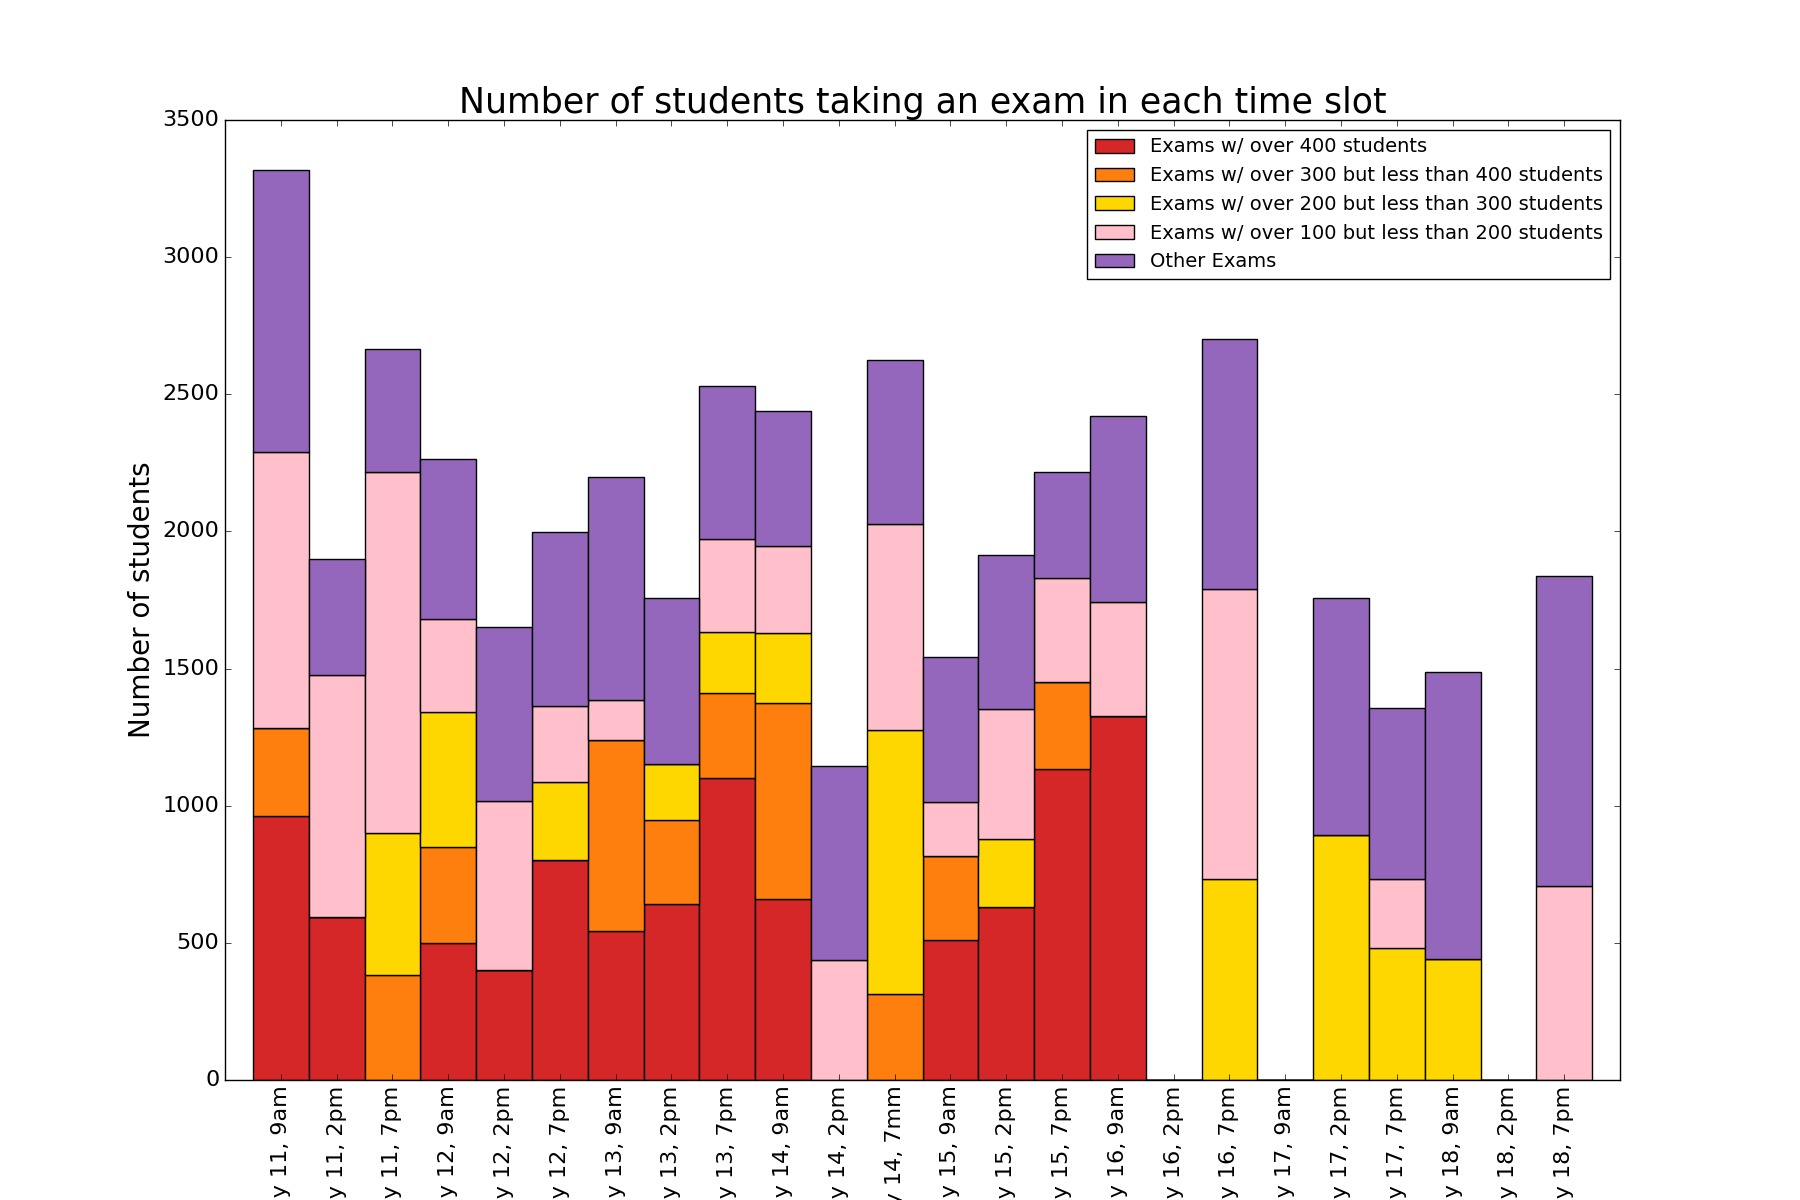 Number of students taking an exam in each time slot
Exams w/ over 400 students
Exams w/ over 300 but less than 400 students
Exams w/ over 200 but less than 300 students
Exams w/ over 100 but less than 200 students
Other Exams
Number of students
3500
3000
2500
2000
1500
1000
500
0
y 11, 9am
y 11, 2pm
y 11, 7pm
y 12, 9am
y 12, 2pm
y 12, 7pm
y 13, 9am
y 13, 2pm
y 13, 7pm
y 14, 9am
y 14, 2pm
y 14, 7mm
y 15, 9am
y 15, 2pm
y 15, 7pm
y 16, 9am
y 16, 2pm
y 16, 7pm
y 17, 9am
y 17, 2pm
y 17, 7pm
y 18, 9am
y 18, 2pm
y 18, 7pm